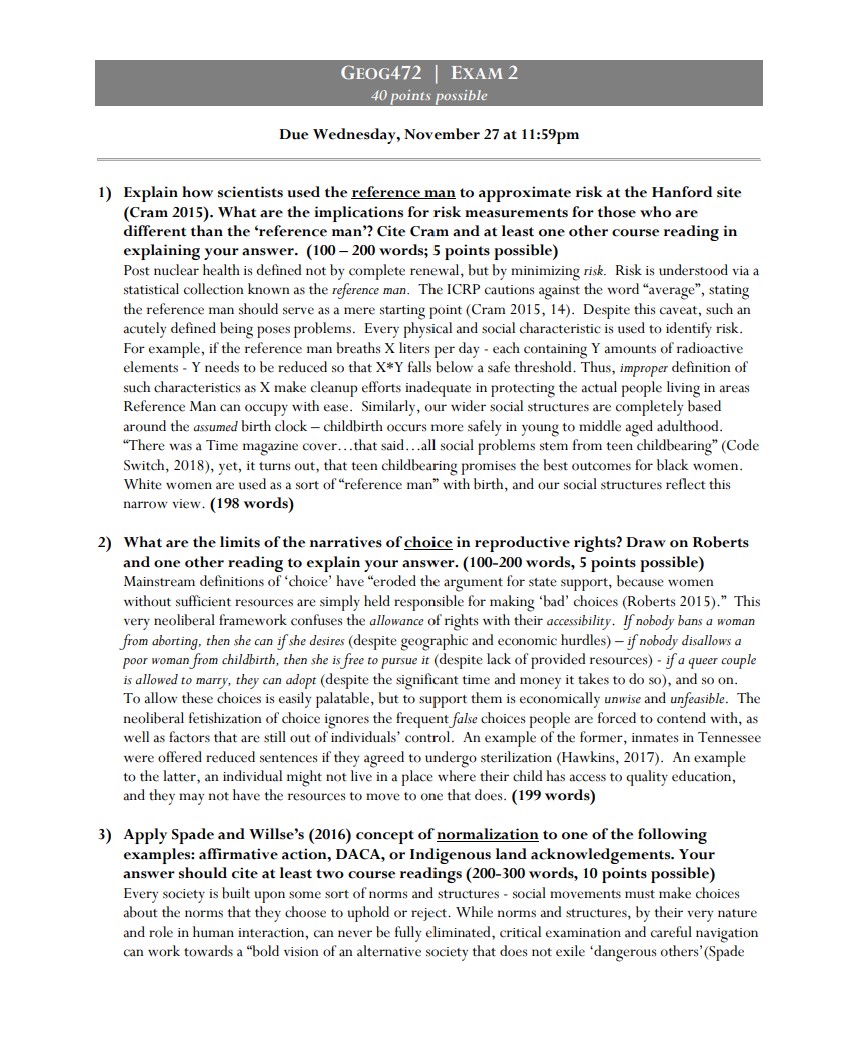 GEOG472 | EXAM 2
40 points possible
Due Wednesday, November 27 at 11:59pm
1) Explain how scientists used the reference man to approximate risk at the Hanford site
(Cram 2015). What are the implications for risk measurements for those who are
different than the ‘reference man’? Cite Cram and at least one other course reading in
explaining your answer. (100 – 200 words; 5 points possible)
Post nuclear health is defined not by complete renewal, but by minimizing risk. Risk is understood via a
statistical collection known as the reference man. The ICRP cautions against the word “average”, stating
the reference man should serve as a mere starting point (Cram 2015, 14). Despite this caveat, such an
acutely defined being poses problems. Every physical and social characteristic is used to identify risk.
For example, if the reference man breaths X liters per day - each containing Y amounts of radioactive
elements - Y needs to be reduced so that X*Y falls below a safe threshold. Thus, improper definition of
such characteristics as X make cleanup efforts inadequate in protecting the actual people living in areas
Reference Man can occupy with ease. Similarly, our wider social structures are completely based
around the assumed birth clock – childbirth occurs more safely in young to middle aged adulthood.
“There was a Time magazine cover…that said…all social problems stem from teen childbearing” (Code
Switch, 2018), yet, it turns out, that teen childbearing promises the best outcomes for black women.
White women are used as a sort of “reference man” with birth, and our social structures reflect this
narrow view. (198 words)
2) What are the limits of the narratives of choice in reproductive rights? Draw on Roberts
and one other reading to explain your answer. (100-200 words, 5 points possible)
Mainstream definitions of ‘choice’ have “eroded the argument for state support, because women
without sufficient resources are simply held responsible for making ‘bad’ choices (Roberts 2015).” This
very neoliberal framework confuses the allowance of rights with their accessibility. If nobody bans a woman
from aborting, then she can if she desires (despite geographic and economic hurdles) – if nobody disallows a
poor woman from childbirth, then she is free to pursue it (despite lack of provided resources) - if a queer couple
is allowed to marry, they can adopt (despite the significant time and money it takes to do so), and so on.
To allow these choices is easily palatable, but to support them is economically unwise and unfeasible. The
neoliberal fetishization of choice ignores the frequent false choices people are forced to contend with, as
well as factors that are still out of individuals’ control. An example of the former, inmates in Tennessee
were offered reduced sentences if they agreed to undergo sterilization (Hawkins, 2017). An example
to the latter, an individual might not live in a place where their child has access to quality education,
and they may not have the resources to move to one that does. (199 words)
3) Apply Spade and Willse’s (2016) concept of normalization to one of the following
examples: affirmative action, DACA, or Indigenous land acknowledgements. Your
answer should cite at least two course readings (200-300 words, 10 points possible)
Every society is built upon some sort of norms and structures - social movements must make choices
about the norms that they choose to uphold or reject. While norms and structures, by their very nature
and role in human interaction, can never be fully eliminated, critical examination and careful navigation
can work towards a “bold vision of an alternative society that does not exile ‘dangerous others’(Spade